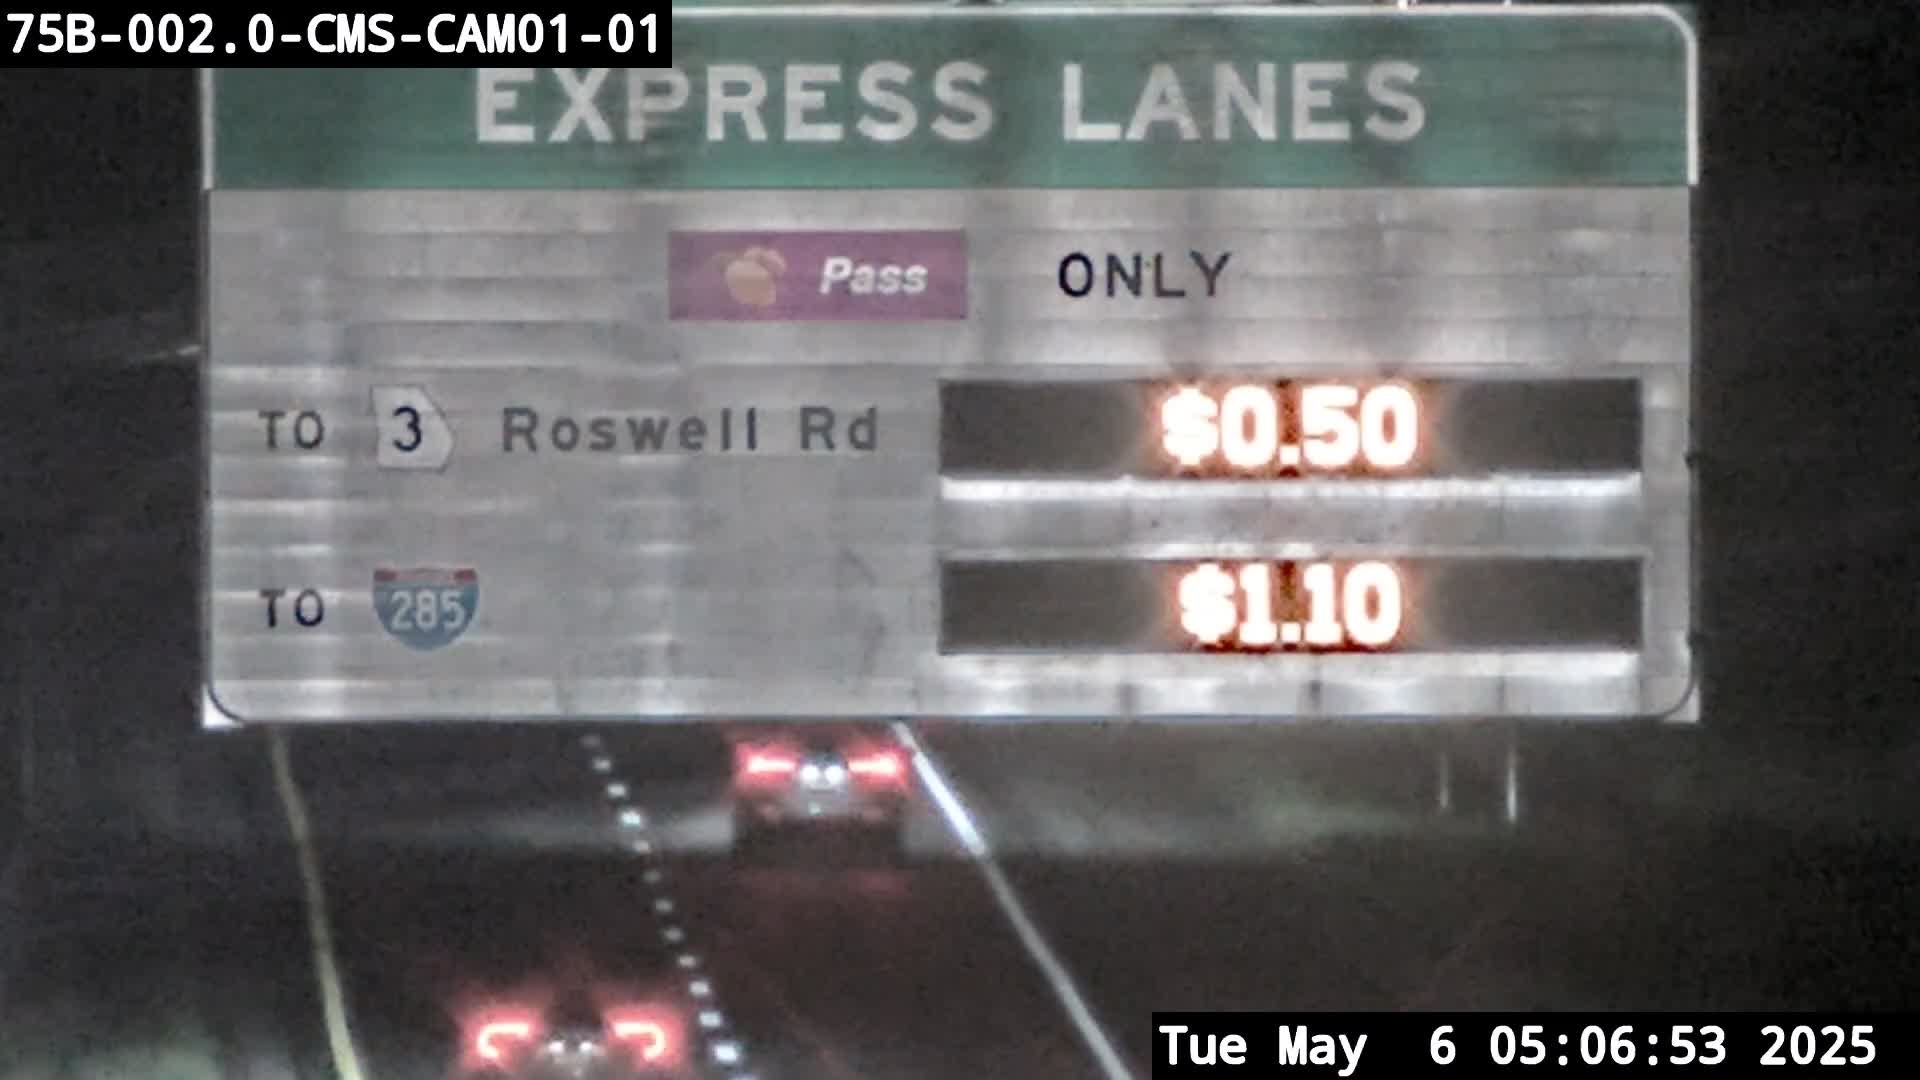 75B-002.0-CMS-CAM01-01
EXPRESS LANES
Pass ONLY
TO 3 Roswell Rd $0.50
TO 285 $1.10
Tue May 6 05:06:53 2025